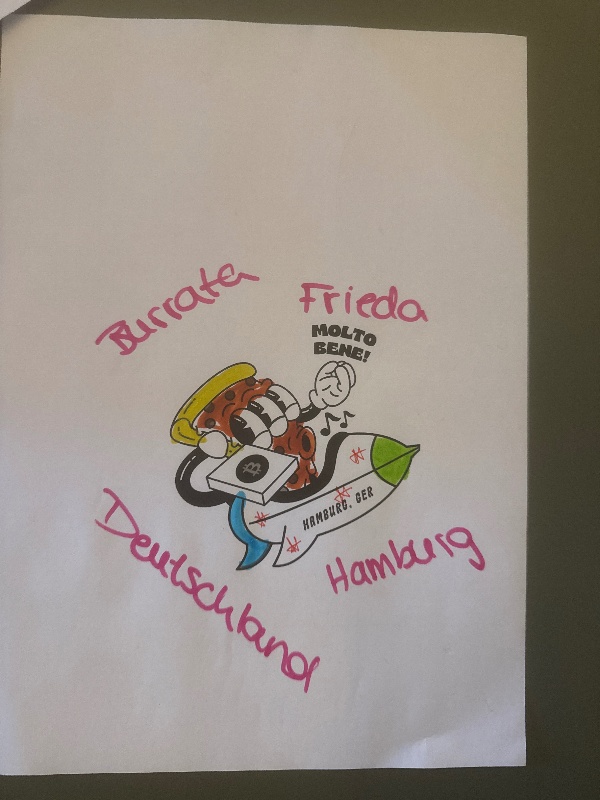 Burrata
Frieda
MOLTO
BENE!
HAMBURG, GER
Deutschland
Hamburg